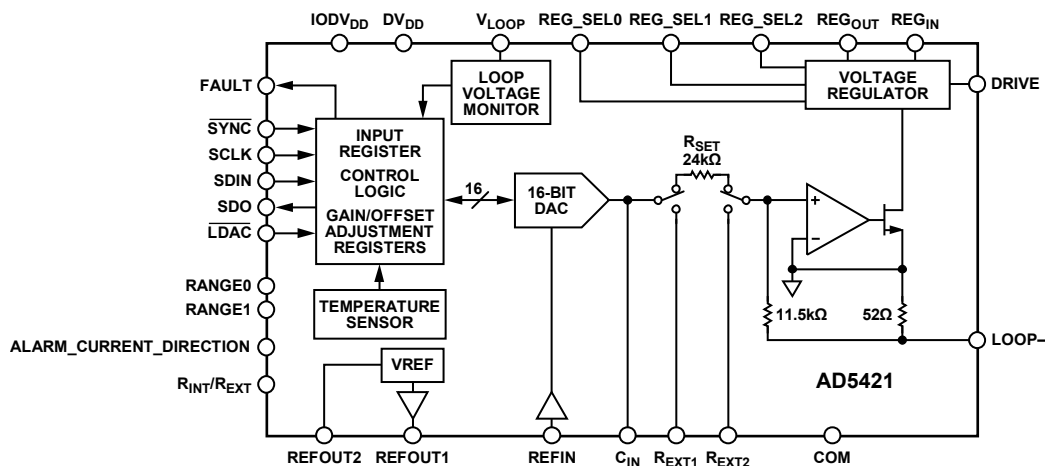 IODVDD
DVDD
VLOOP
REG_SEL0
REG_SEL1
REG_SEL2
REGOUT
REGIN
FAULT
SYNC
SCLK
SDIN
SDO
LDAC
RANGE0
RANGE1
ALARM_CURRENT_DIRECTION
RINT/REXT
LOOP
VOLTAGE
MONITOR
VOLTAGE
REGULATOR
DRIVE
INPUT
REGISTER
CONTROL
LOGIC
GAIN/OFFSET
ADJUSTMENT
REGISTERS
16
16-BIT
DAC
RSET
24kΩ
+
–
11.5kΩ
52Ω
LOOP–
TEMPERATURE
SENSOR
VREF
AD5421
REFOUT2
REFOUT1
REFIN
CIN
REXT1
REXT2
COM